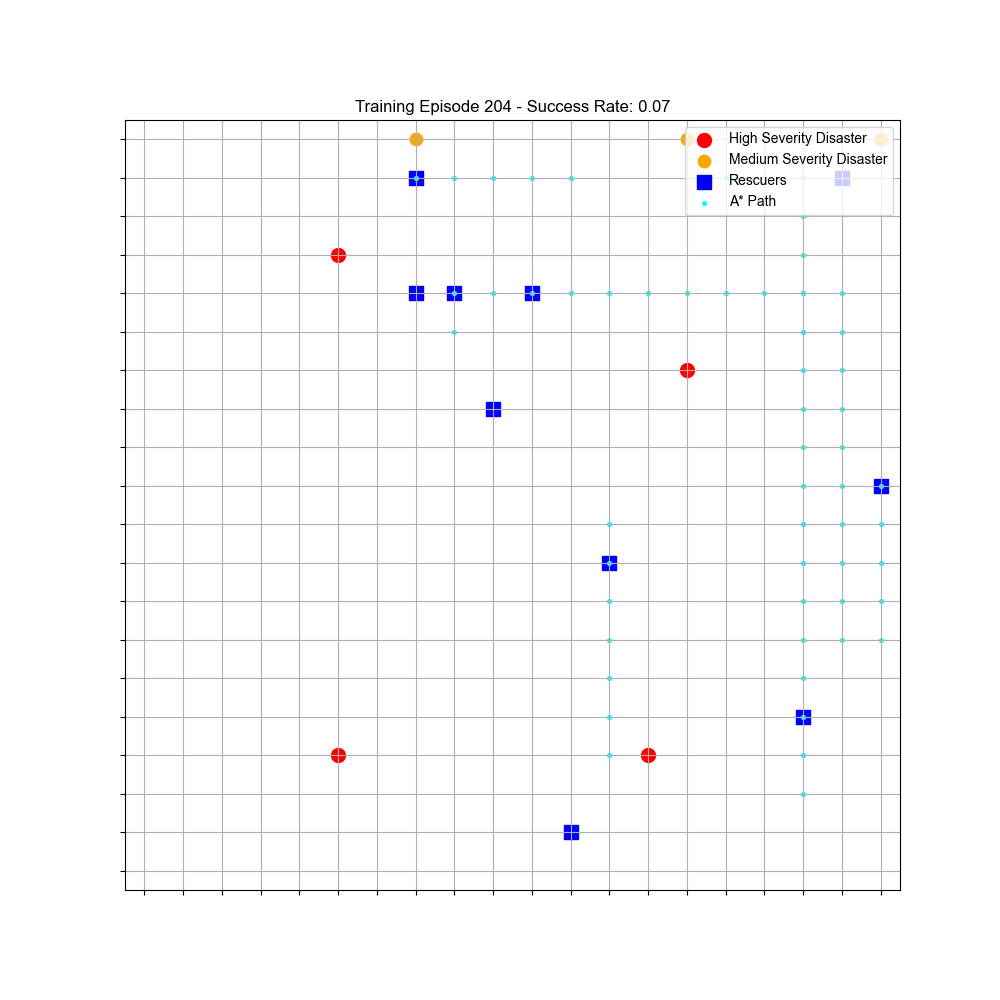 Training Episode 204 - Success Rate: 0.07
High Severity Disaster
Medium Severity Disaster
Rescuers
A* Path